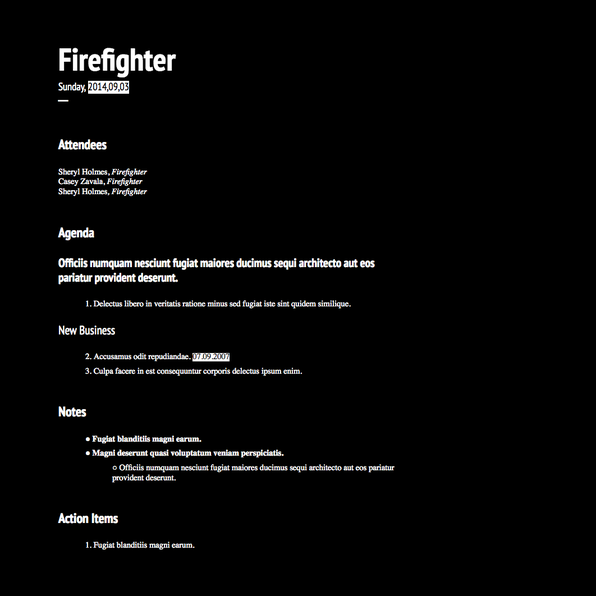 Firefighter
Sunday, 2014,09,03
Attendees
Sheryl Holmes, Firefighter
Casey Zavala, Firefighter
Sheryl Holmes, Firefighter
Agenda
Officiis numquam nesciunt fugiat maiores ducimus sequi architecto aut eos
pariatur provident deserunt.
1. Delectus libero in veritatis ratione minus sed fugiat iste sint quidem similique.
New Business
2. Accusamus odit repudiandae. 07.09.2007
3. Culpa facere in est consequuntur corporis delectus ipsum enim.
Notes
● Fugiat blanditiis magni earum.
● Magni deserunt quasi voluptatum veniam perspiciatis.
○ Officiis numquam nesciunt fugiat maiores ducimus sequi architecto aut eos pariatur
provident deserunt.
Action Items
1. Fugiat blanditiis magni earum.